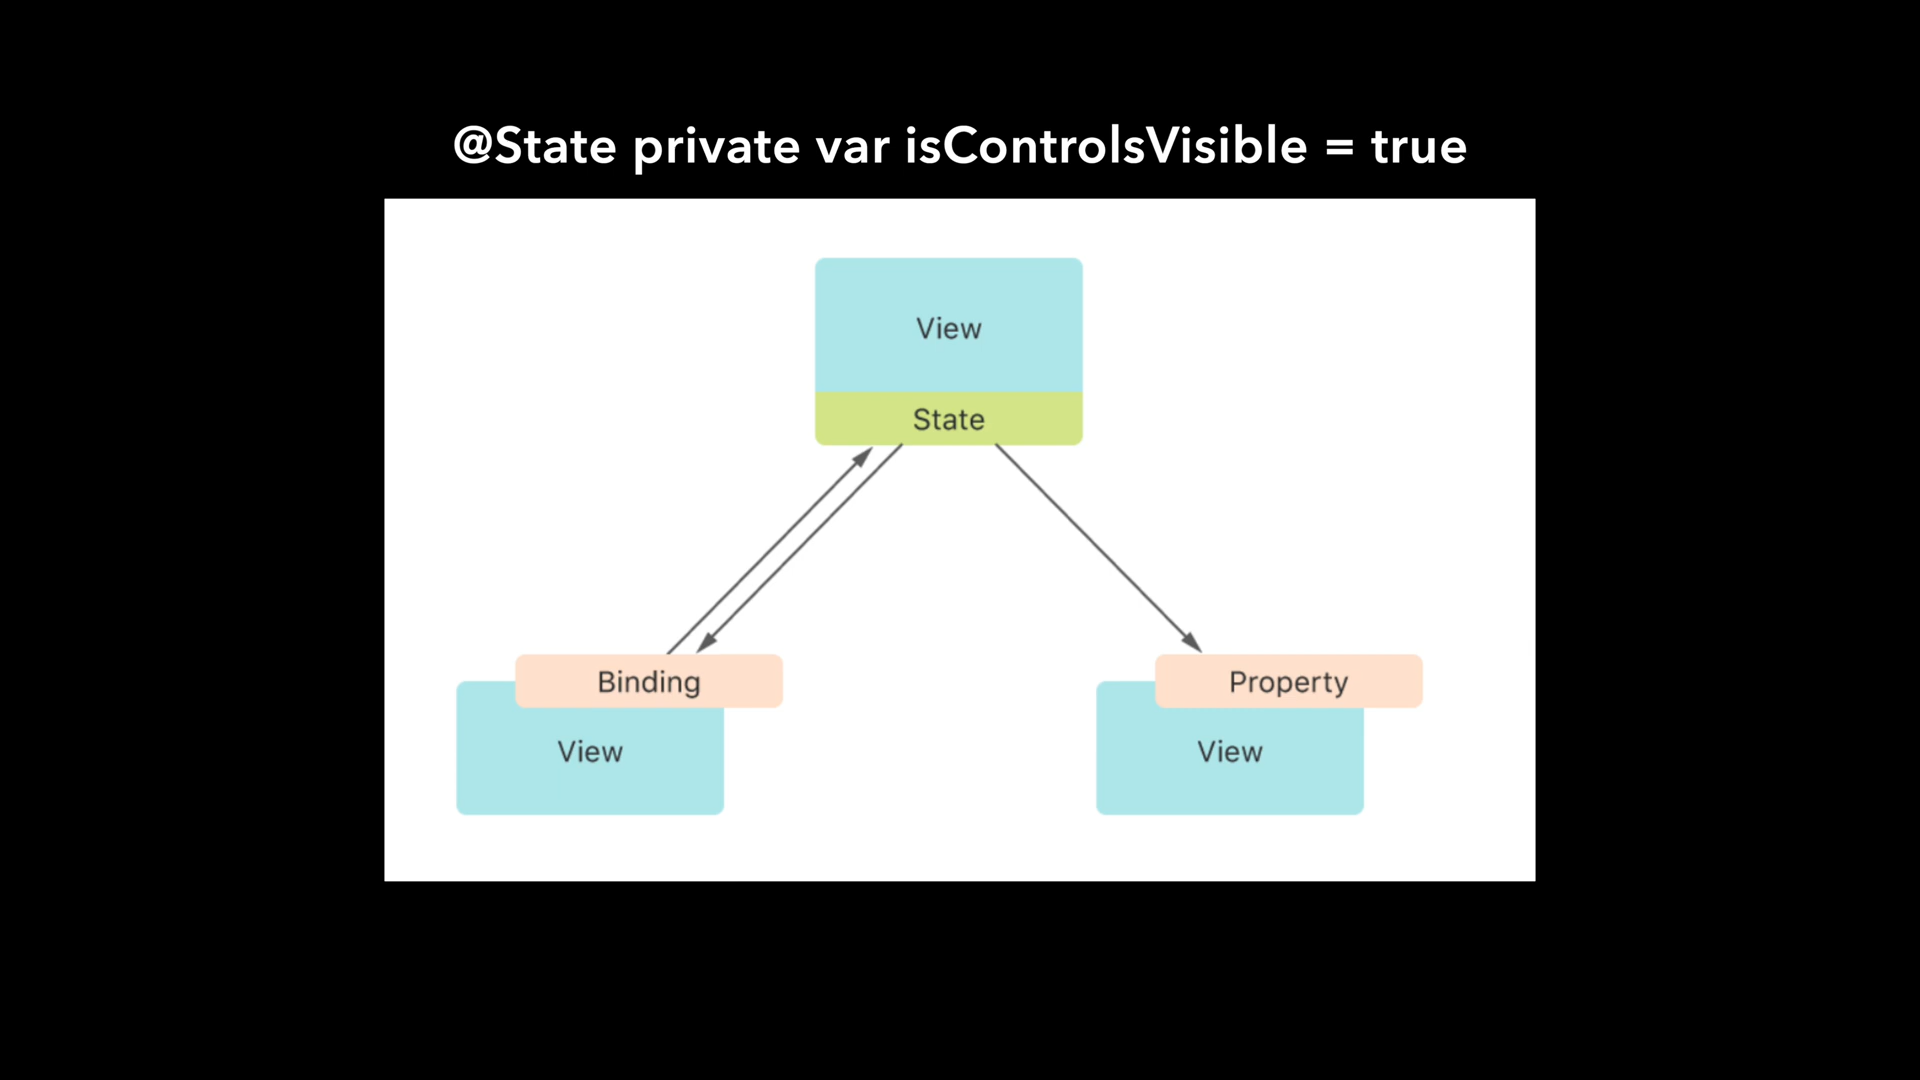 @State private var isControlsVisible = true
View
State
Binding
View
Property
View